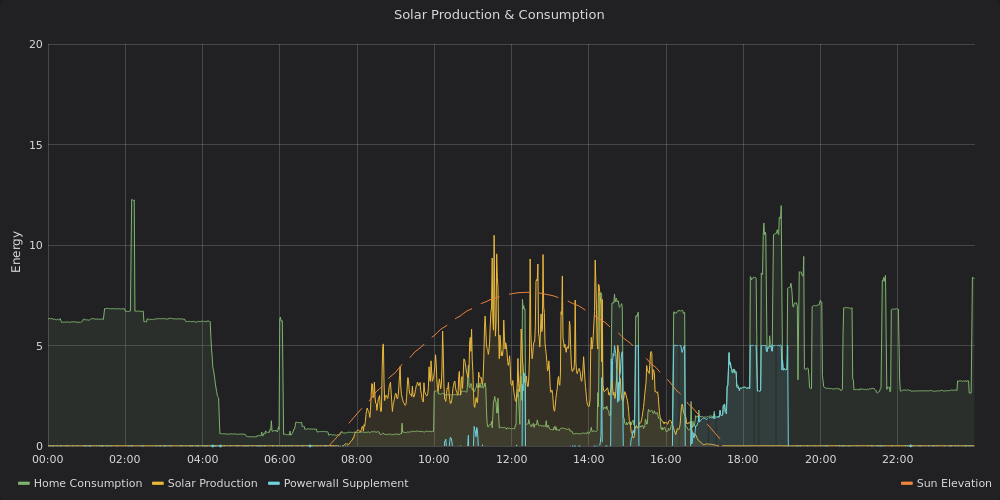 Solar Production & Consumption
20
15
10
5
0
Energy
00:00 02:00 04:00 06:00 08:00 10:00 12:00 14:00 16:00 18:00 20:00 22:00
Home Consumption Solar Production Powerwall Supplement Sun Elevation